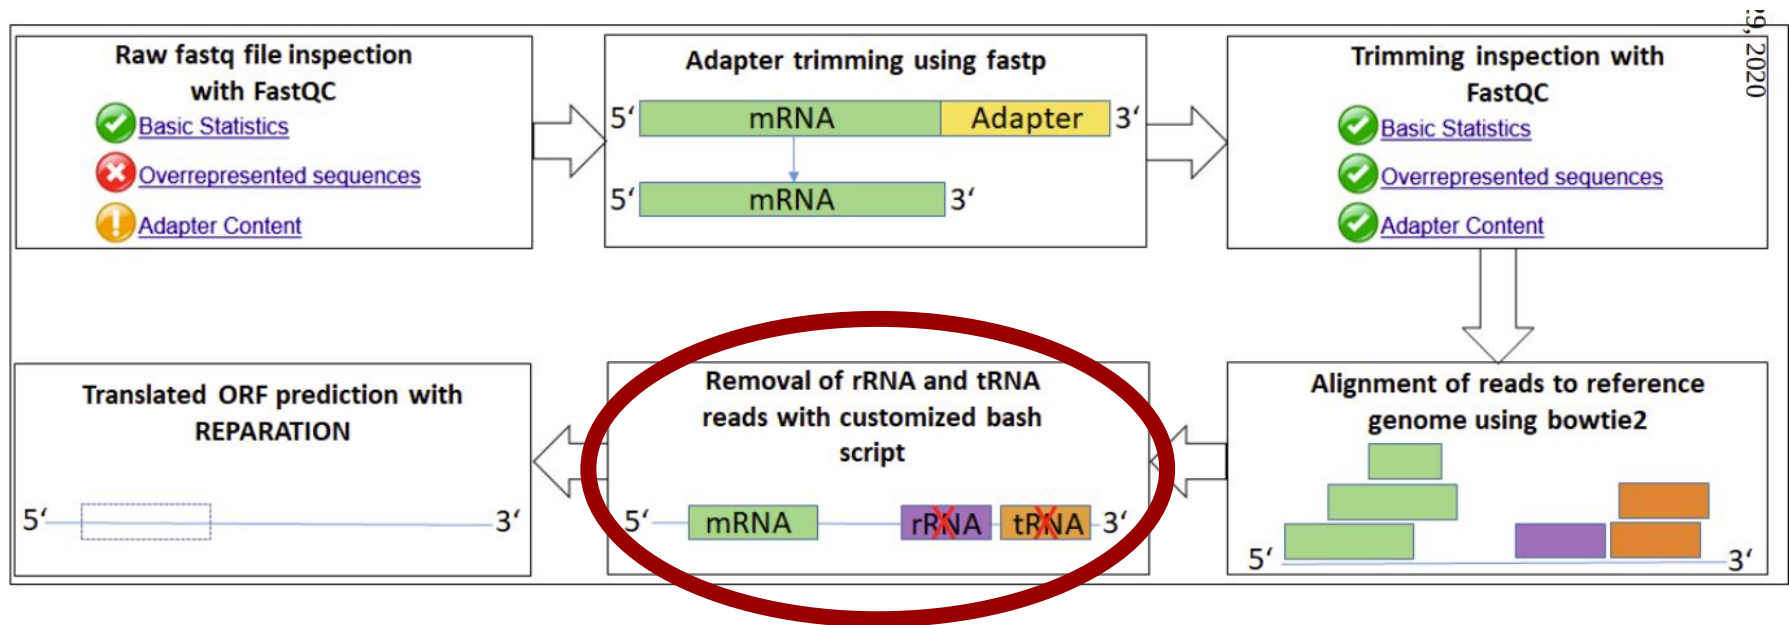 Raw fastq file inspection
with FastQC
Basic Statistics
Overrepresented sequences
Adapter Content
Adapter trimming using fastp
5‘ mRNA Adapter 3‘
5‘ mRNA 3‘
Trimming inspection with
FastQC
Basic Statistics
Overrepresented sequences
Adapter Content
9, 2020
Alignment of reads to reference
genome using bowtie2
5‘ 3‘
Removal of rRNA and tRNA
reads with customized bash
script
5‘ mRNA rRNA tRNA 3‘
Translated ORF prediction with
REPARATION
5‘ 3‘